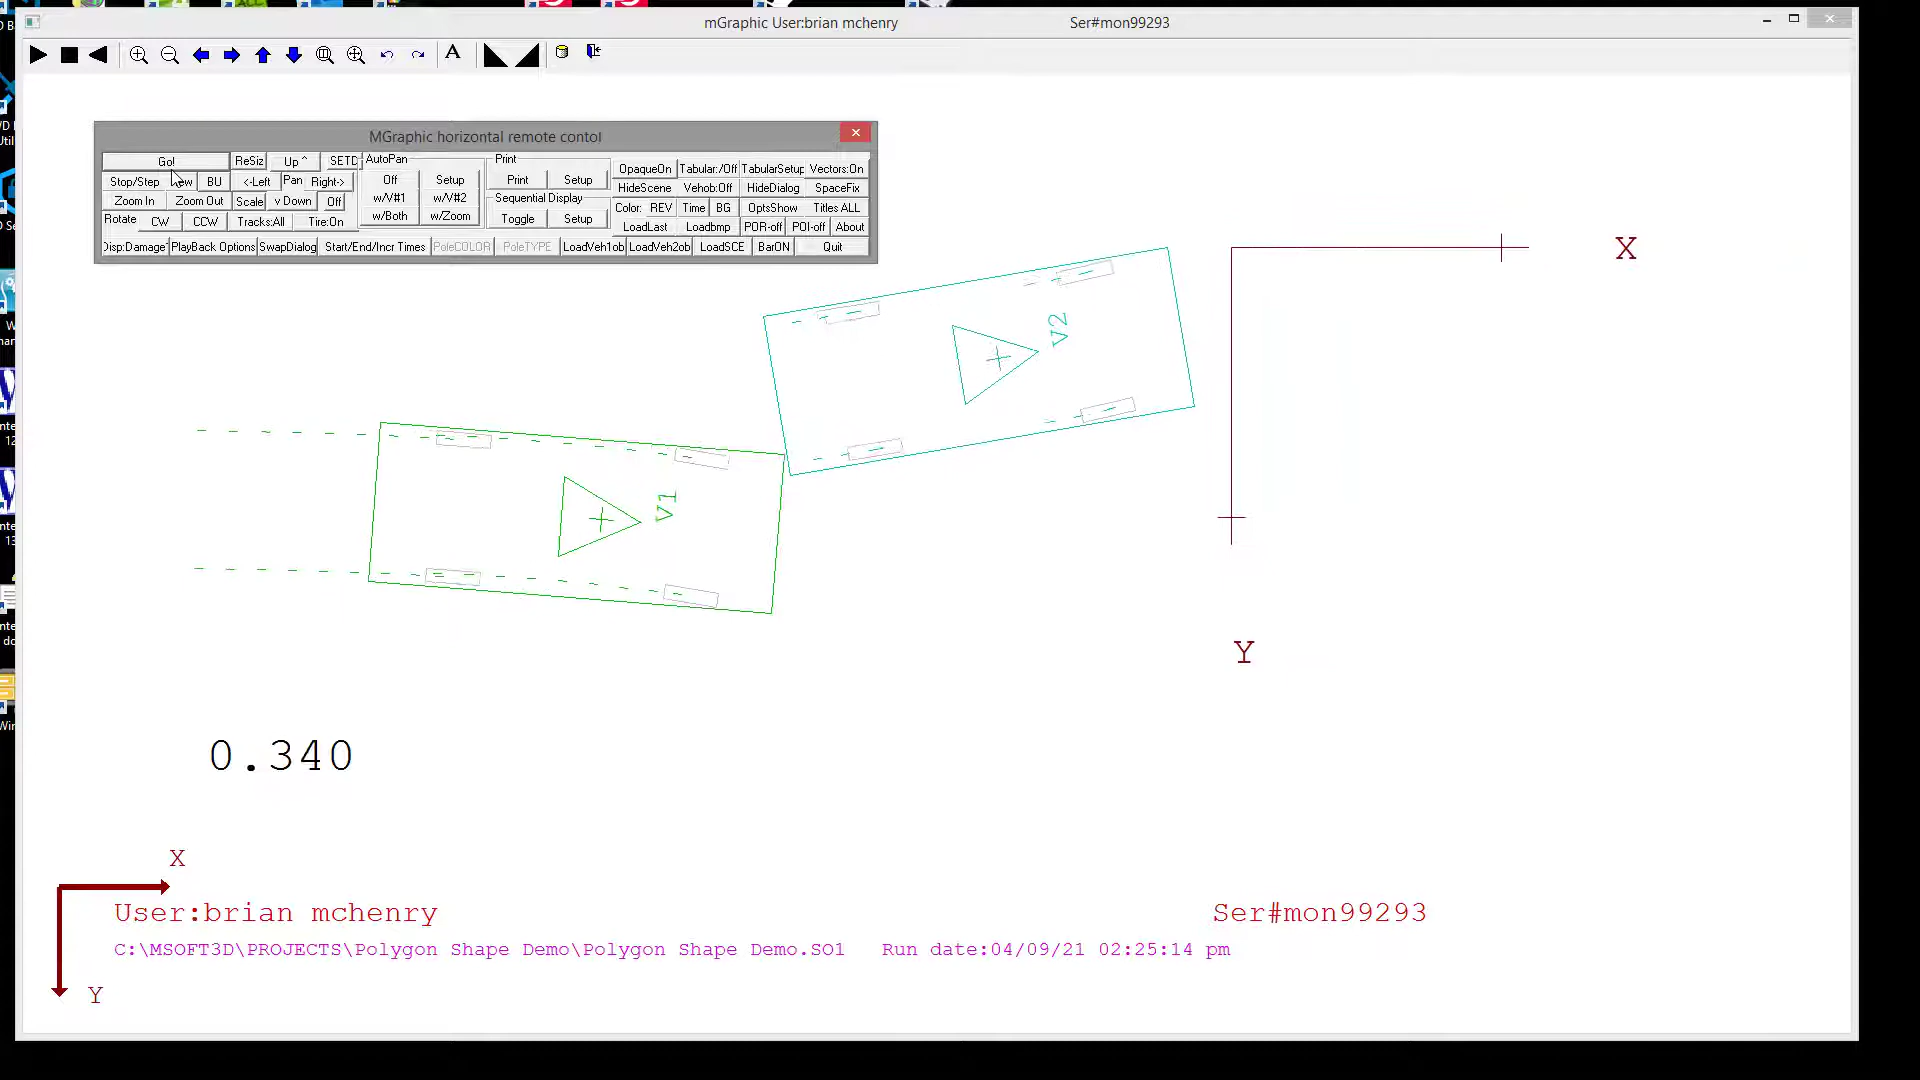 mGraphic User:brian mchenry Ser#mon99293
A
MGraphic horizontal remote contol
Go! ReSiz Up ^ SETD AutoPan Print OpaqueOn Tabular:/Off TabularSetup Vectors:On
Stop/Step BU <-Left Pan Right-> Off Setup Print Setup HideScene Vehob:Off HideDialog SpaceFix
Zoom In Zoom Out Scale v Down Off w/V#1 w/V#2 Sequential Display Color: REV Time BG OptsShow Titles ALL
Rotate CW CCW Tracks:All Tire:On w/Both w/Zoom Toggle Setup LoadLast Loadbmp POR-off POI-off About
Disp:Damage? PlayBack Options SwapDialog Start/End/Incr Times PoleCOLOR PoleTYPE LoadVeh1ob LoadVeh2ob LoadSCE BarON Quit
X
V2
V1
Y
0.340
X
User:brian mchenry Ser#mon99293
C:\MSOFT3D\PROJECTS\Polygon Shape Demo\Polygon Shape Demo.SO1 Run date:04/09/21 02:25:14 pm
Y